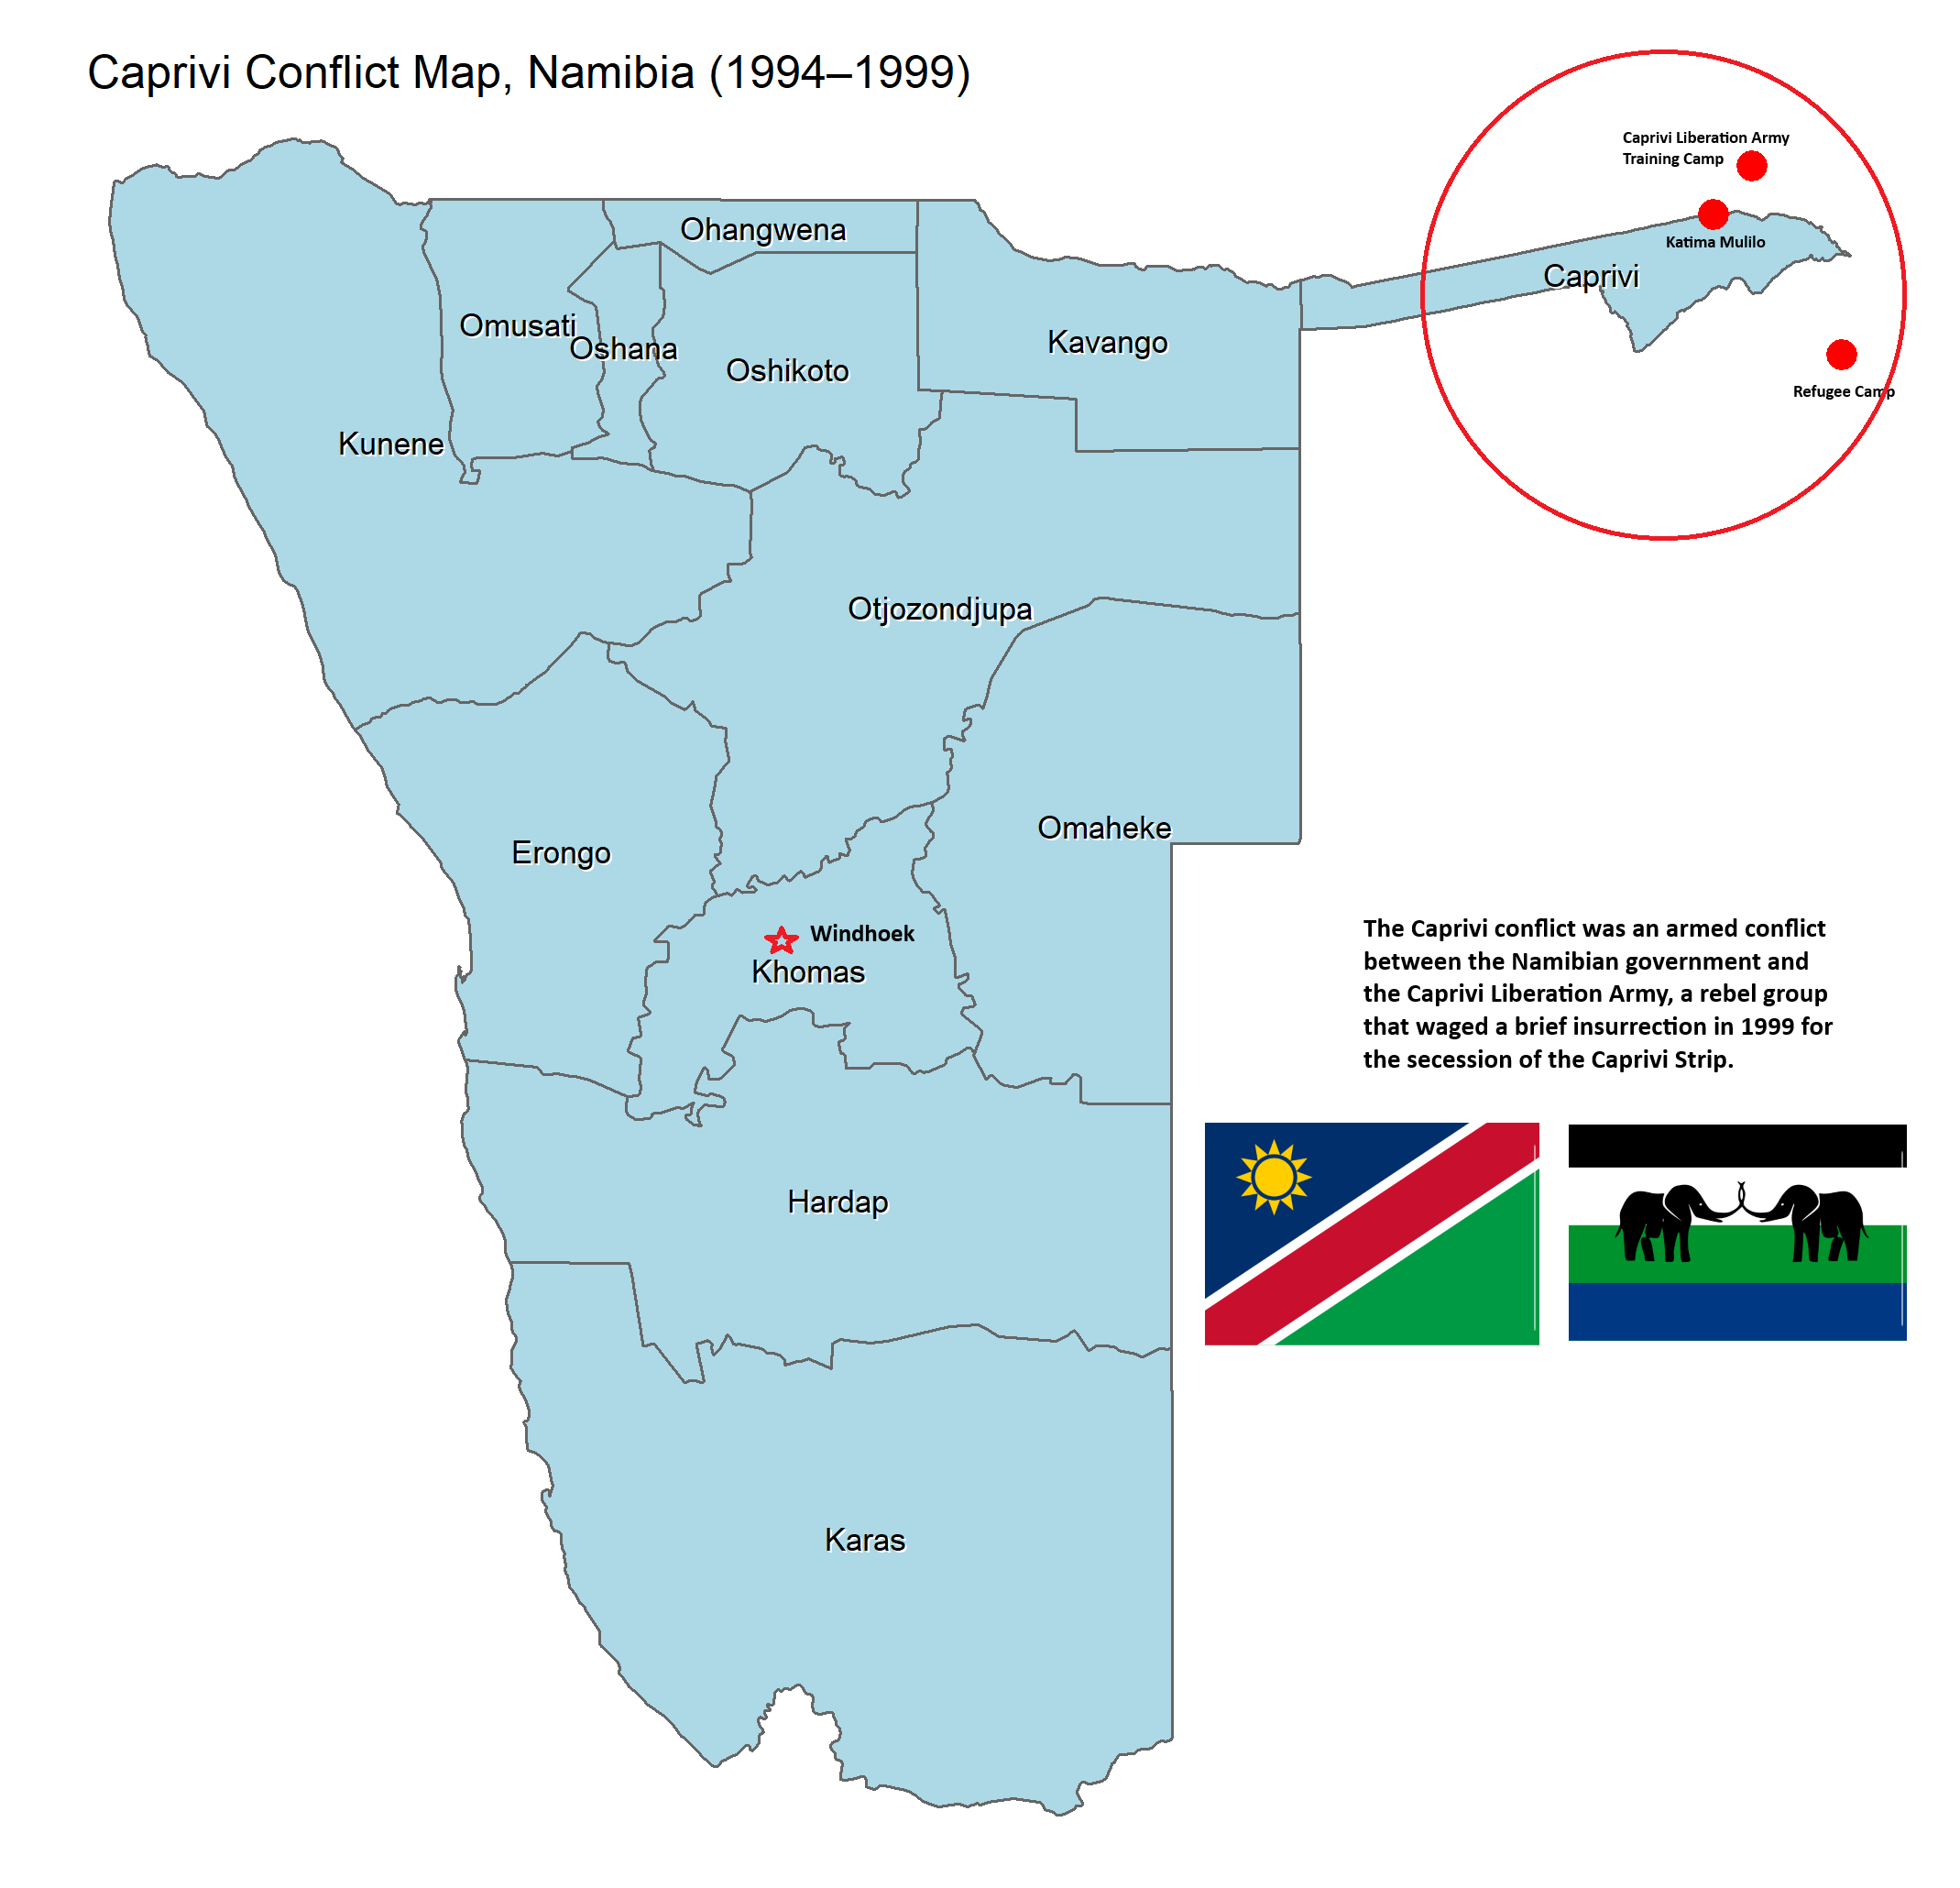 Caprivi Conflict Map, Namibia (1994–1999)
Caprivi Liberation Army
Training Camp
Katima Mulilo
Caprivi
Refugee Camp
Ohangwena
Omusati
Oshana
Oshikoto
Kavango
Kunene
Otjozondjupa
Omaheke
Erongo
Windhoek
Khomas
The Caprivi conflict was an armed conflict
between the Namibian government and
the Caprivi Liberation Army, a rebel group
that waged a brief insurrection in 1999 for
the secession of the Caprivi Strip.
Hardap
Karas